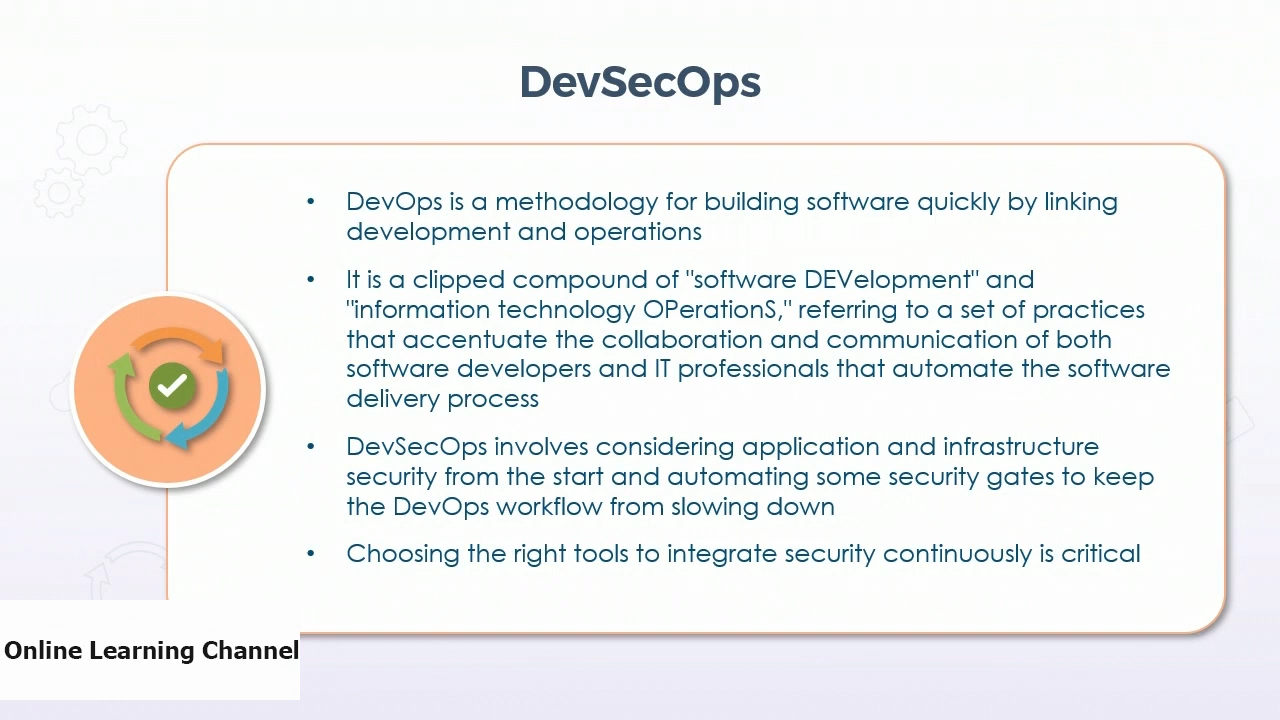 DevSecOps
• DevOps is a methodology for building software quickly by linking
development and operations
• It is a clipped compound of "software DEVelopment" and
"information technology OPerationS," referring to a set of practices
that accentuate the collaboration and communication of both
software developers and IT professionals that automate the software
delivery process
• DevSecOps involves considering application and infrastructure
security from the start and automating some security gates to keep
the DevOps workflow from slowing down
• Choosing the right tools to integrate security continuously is critical
Online Learning Channel